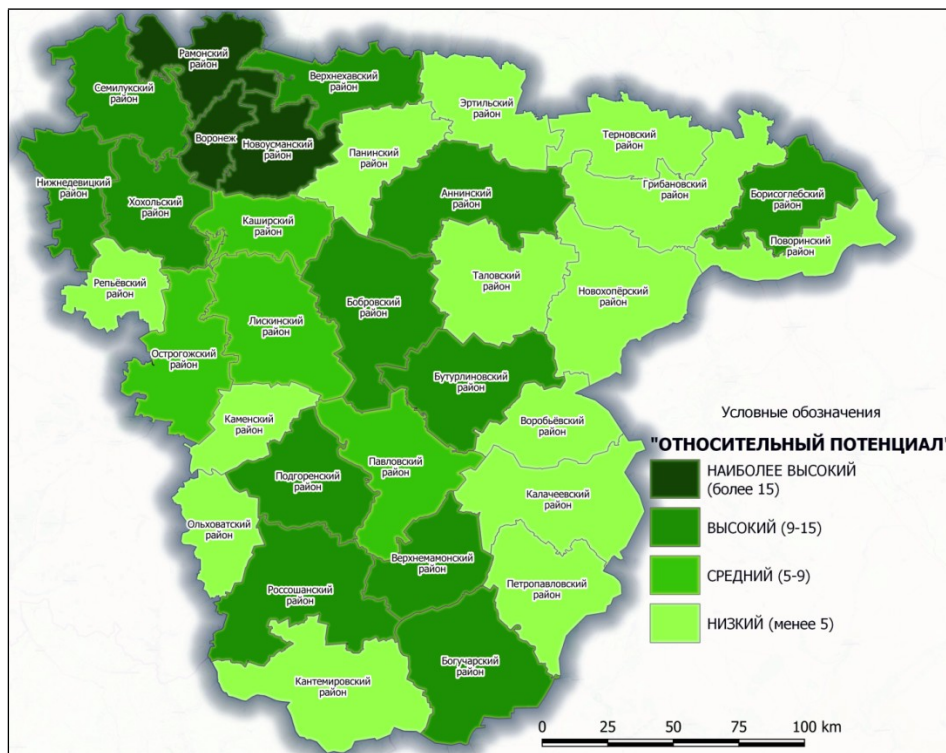 Рамонский
район
Верхнехавский
район
Семилукский
район
Эртильский
район
Терновский
район
Воронеж
Новоусманский
район
Панинский
район
Грибановский
район
Нижнедевицкий
район
Аннинский
район
Борисоглебский
район
Хохольский
район
Каширский
район
Поворинский
район
Репьёвский
район
Таловский
район
Бобровский
район
Новохопёрский
район
Лискинский
район
Острогожский
район
Бутурлиновский
район
Каменский
район
Воробьёвский
район
Павловский
район
Подгоренский
район
Калачеевский
район
Ольховатский
район
Верхнемамонский
район
Петропавловский
район
Россошанский
район
Богучарский
район
Кантемировский
район
Условные обозначения
"ОТНОСИТЕЛЬНЫЙ ПОТЕНЦИАЛ"
НАИБОЛЕЕ ВЫСОКИЙ
(более 15)
ВЫСОКИЙ (9-15)
СРЕДНИЙ (5-9)
НИЗКИЙ (менее 5)
0 25 50 75 100 km